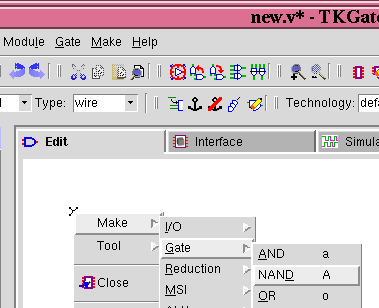 new.v* - TKGate
Module Gate Make Help
Type: wire Technology: defa
Edit Interface Simula
Make I/O
Tool Gate AND a
Reduction NAND A
Close MSI OR o